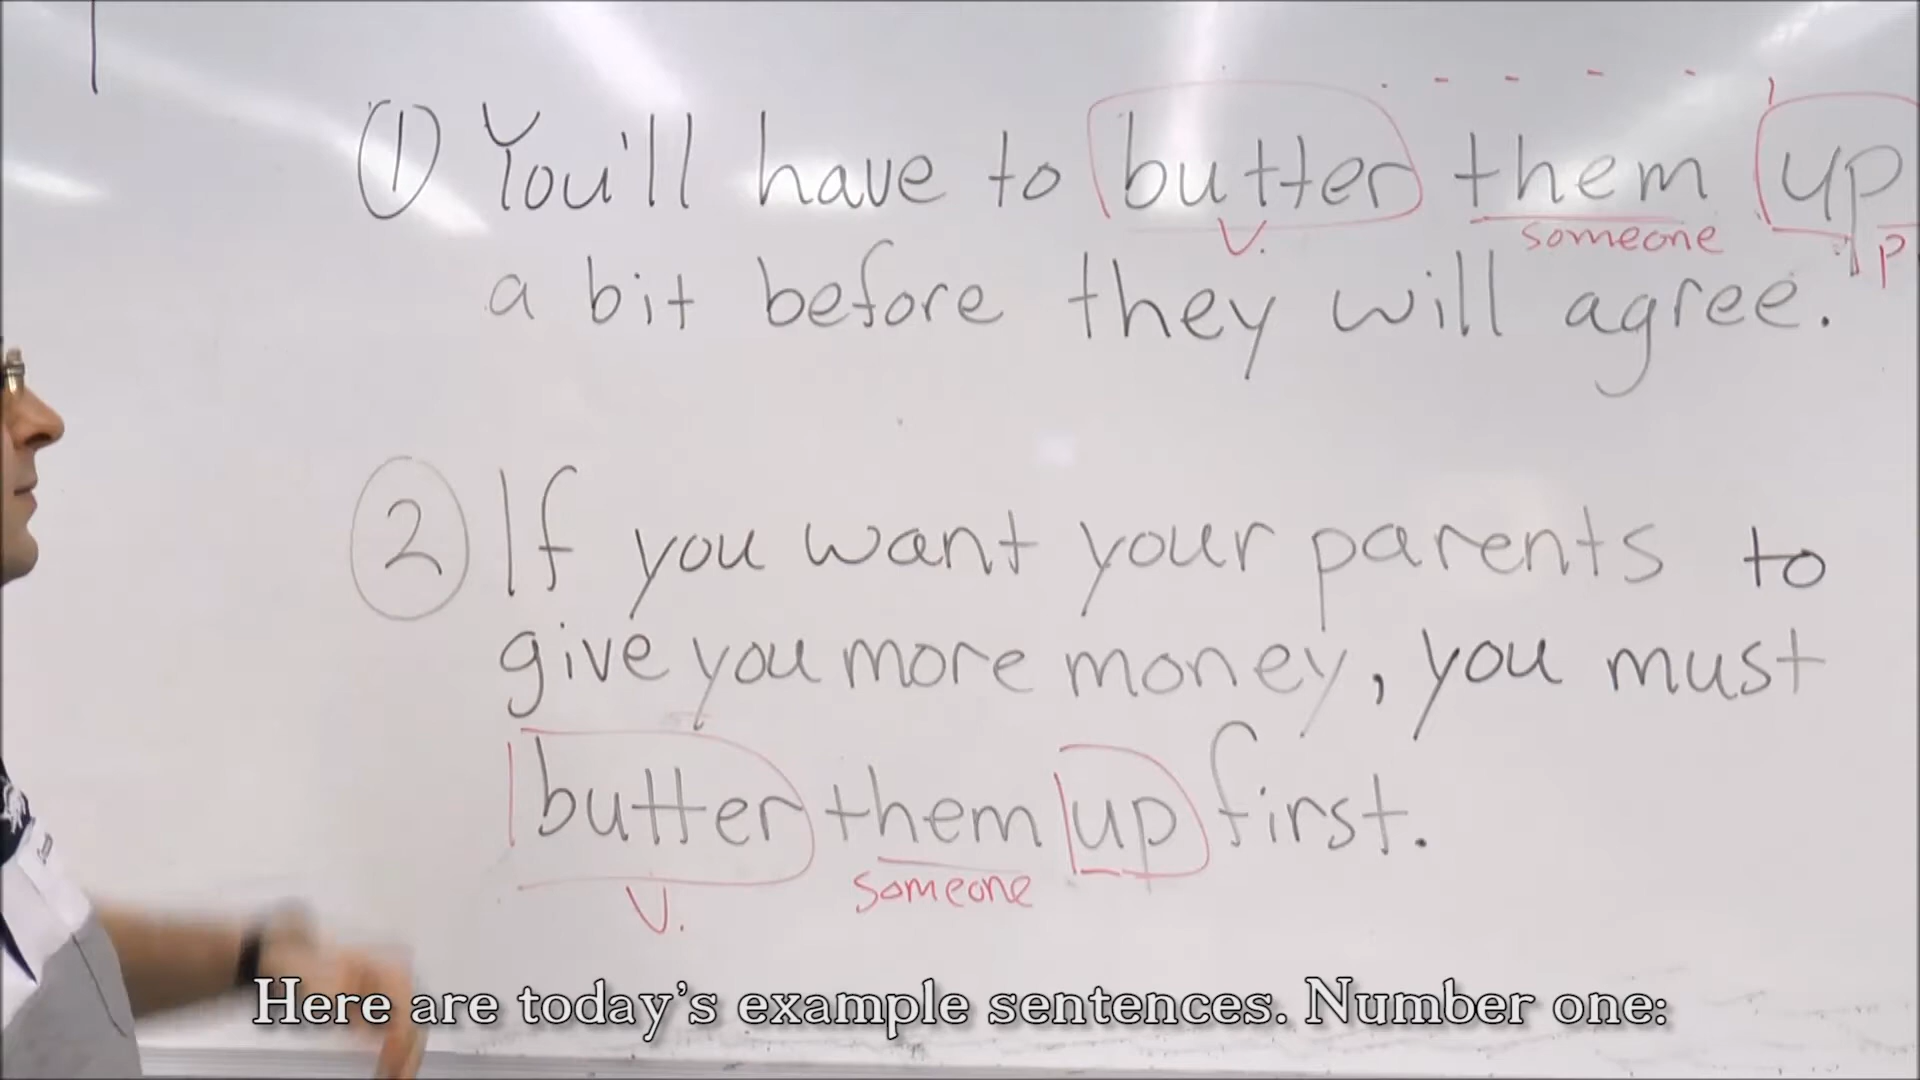 ① You'll have to butter them up
V. someone p
a bit before they will agree.
② If you want your parents to
give you more money, you must
butter them up first.
V. someone
Here are today's example sentences. Number one: